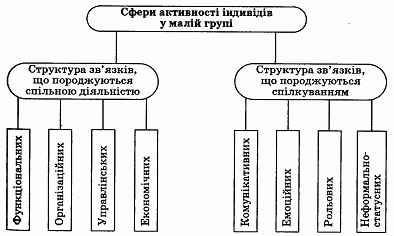 Сфери активності індивідів
у малій групі
Структура зв’язків,
що породжуються
спільною діяльністю
Структура зв’язків,
що породжуються
спілкуванням
Функціональних
Організаційних
Управлінських
Економічних
Комунікативних
Емоційних
Рольових
Неформально-
статусних